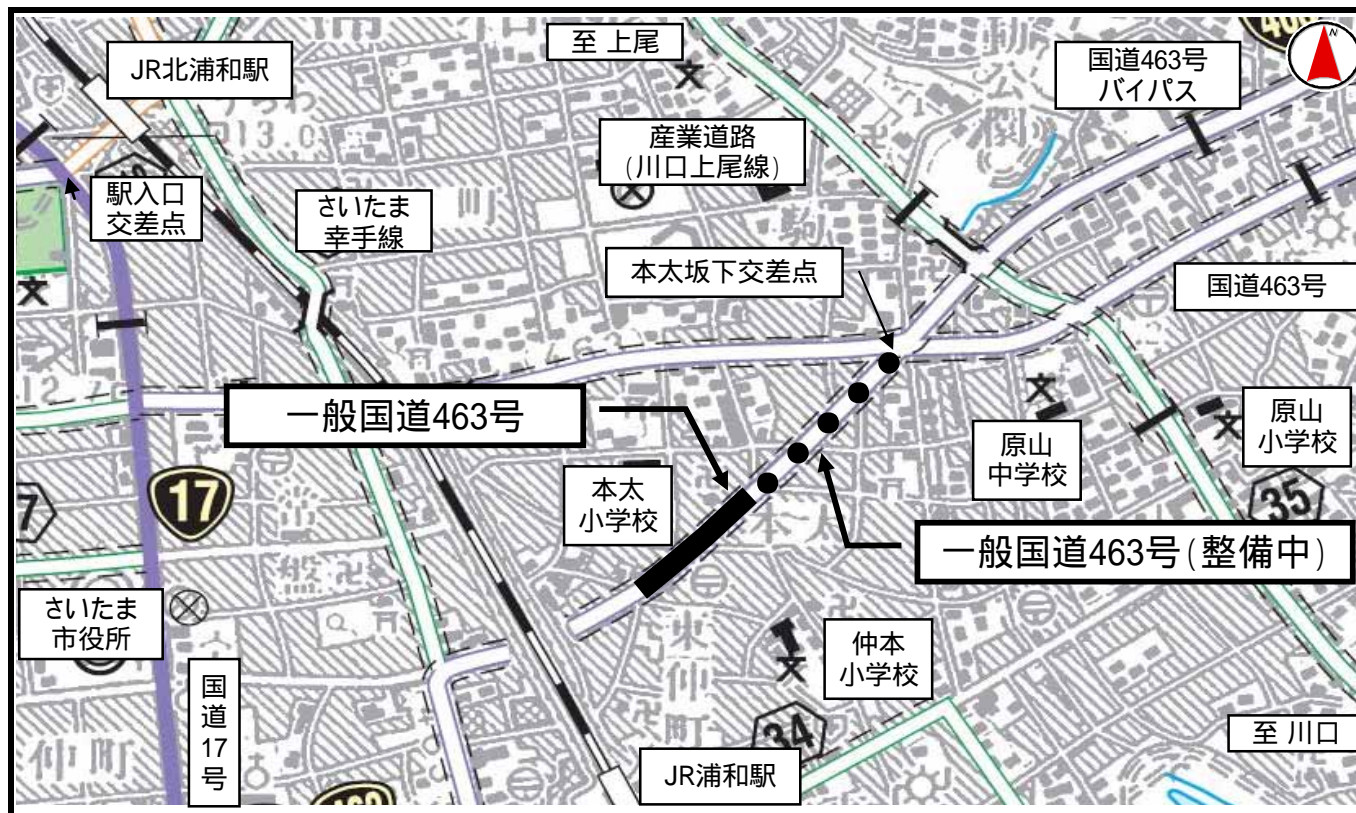 至 上尾
JR北浦和駅
国道463号
バイパス
N
産業道路
(川口上尾線)
駅入口
交差点
さいたま
幸手線
本太坂下交差点
国道463号
一般国道463号
17
本太
小学校
原山
中学校
原山
小学校
35
一般国道463号(整備中)
さいたま
市役所
仲本
小学校
国
道
17
号
仲町
東仲町
34
JR浦和駅
至 川口